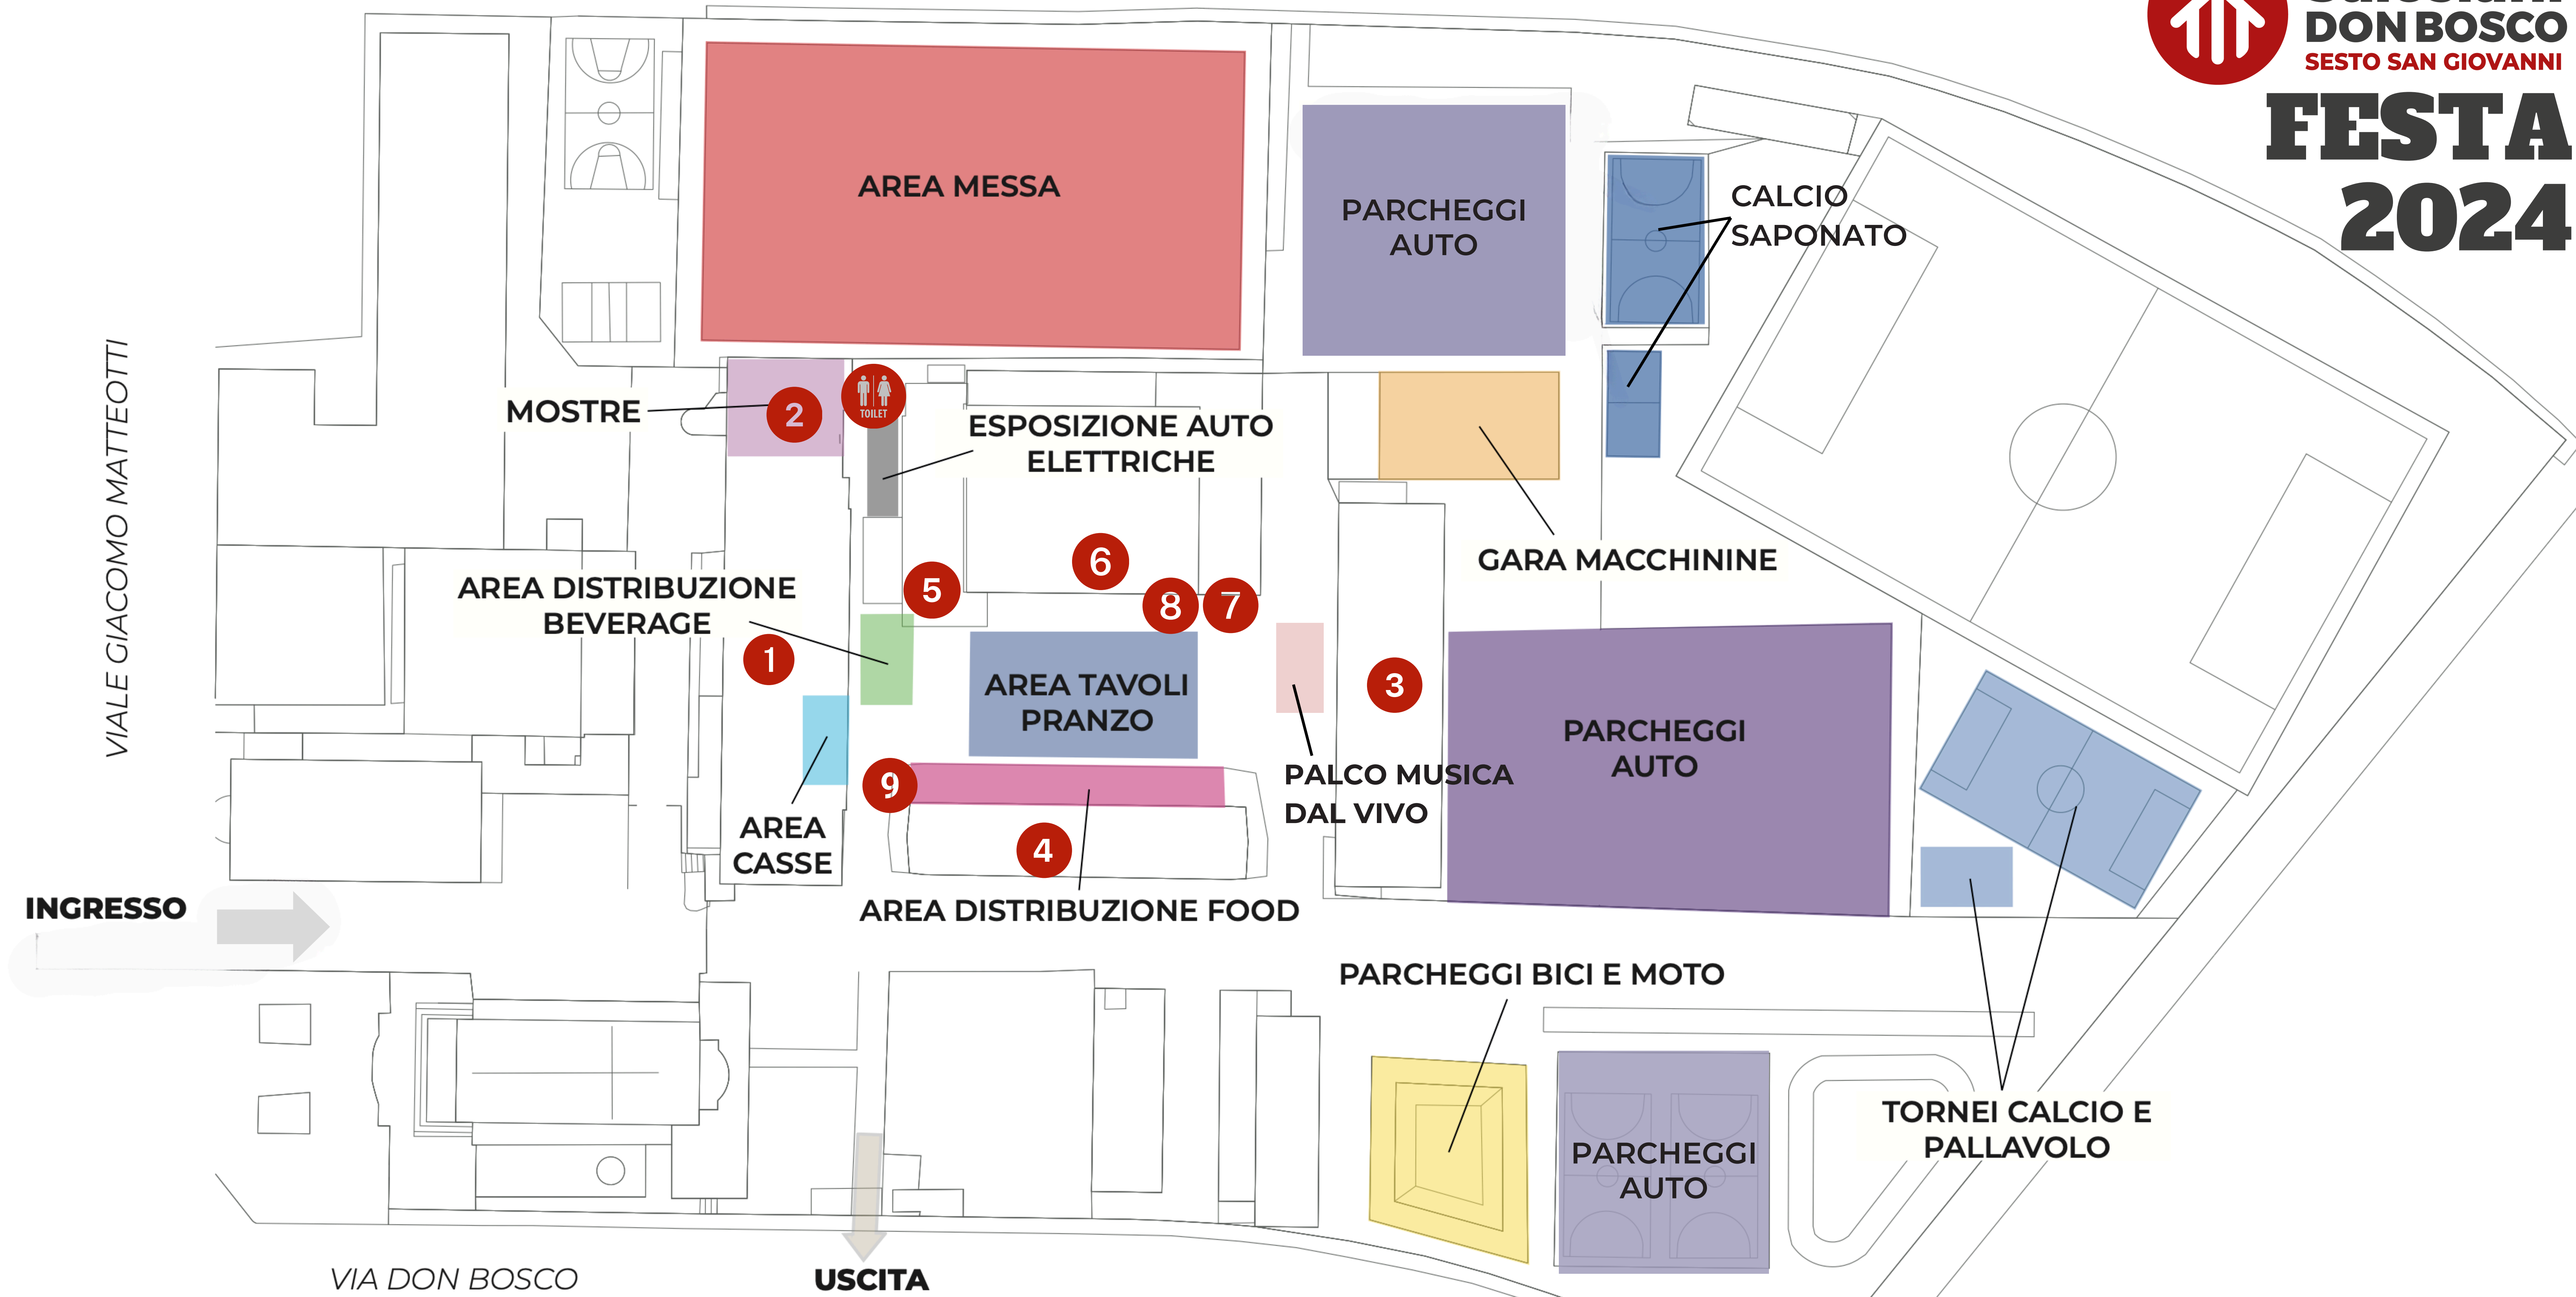 DON BOSCO
SESTO SAN GIOVANNI
FESTA
2024
AREA MESSA
PARCHEGGI
AUTO
CALCIO
SAPONATO
VIALE GIACOMO MATTEOTTI
MOSTRE
2
TOILET
ESPOSIZIONE AUTO
ELETTRICHE
GARA MACCHININE
AREA DISTRIBUZIONE
BEVERAGE
1
5
6
8
7
3
AREA TAVOLI
PRANZO
PARCHEGGI
AUTO
PALCO MUSICA
DAL VIVO
9
4
AREA
CASSE
AREA DISTRIBUZIONE FOOD
INGRESSO
PARCHEGGI BICI E MOTO
PARCHEGGI
AUTO
TORNEI CALCIO E
PALLAVOLO
VIA DON BOSCO
USCITA